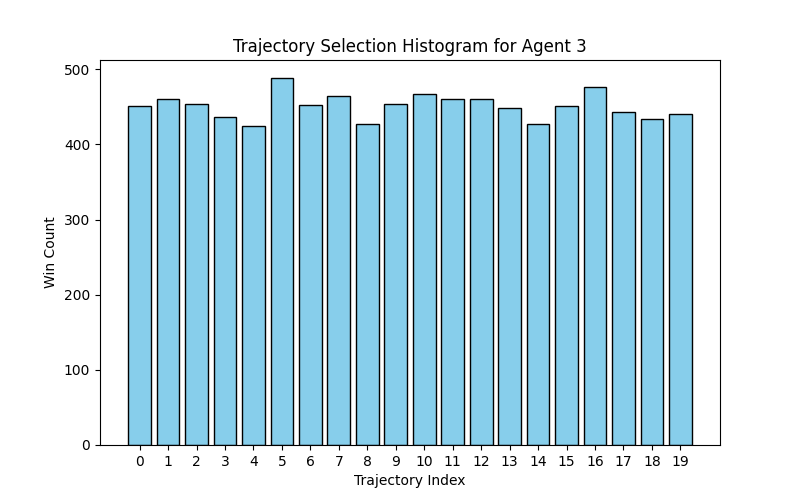 Trajectory Selection Histogram for Agent 3
500
400
300
200
100
0
Win Count
0 1 2 3 4 5 6 7 8 9 10 11 12 13 14 15 16 17 18 19
Trajectory Index